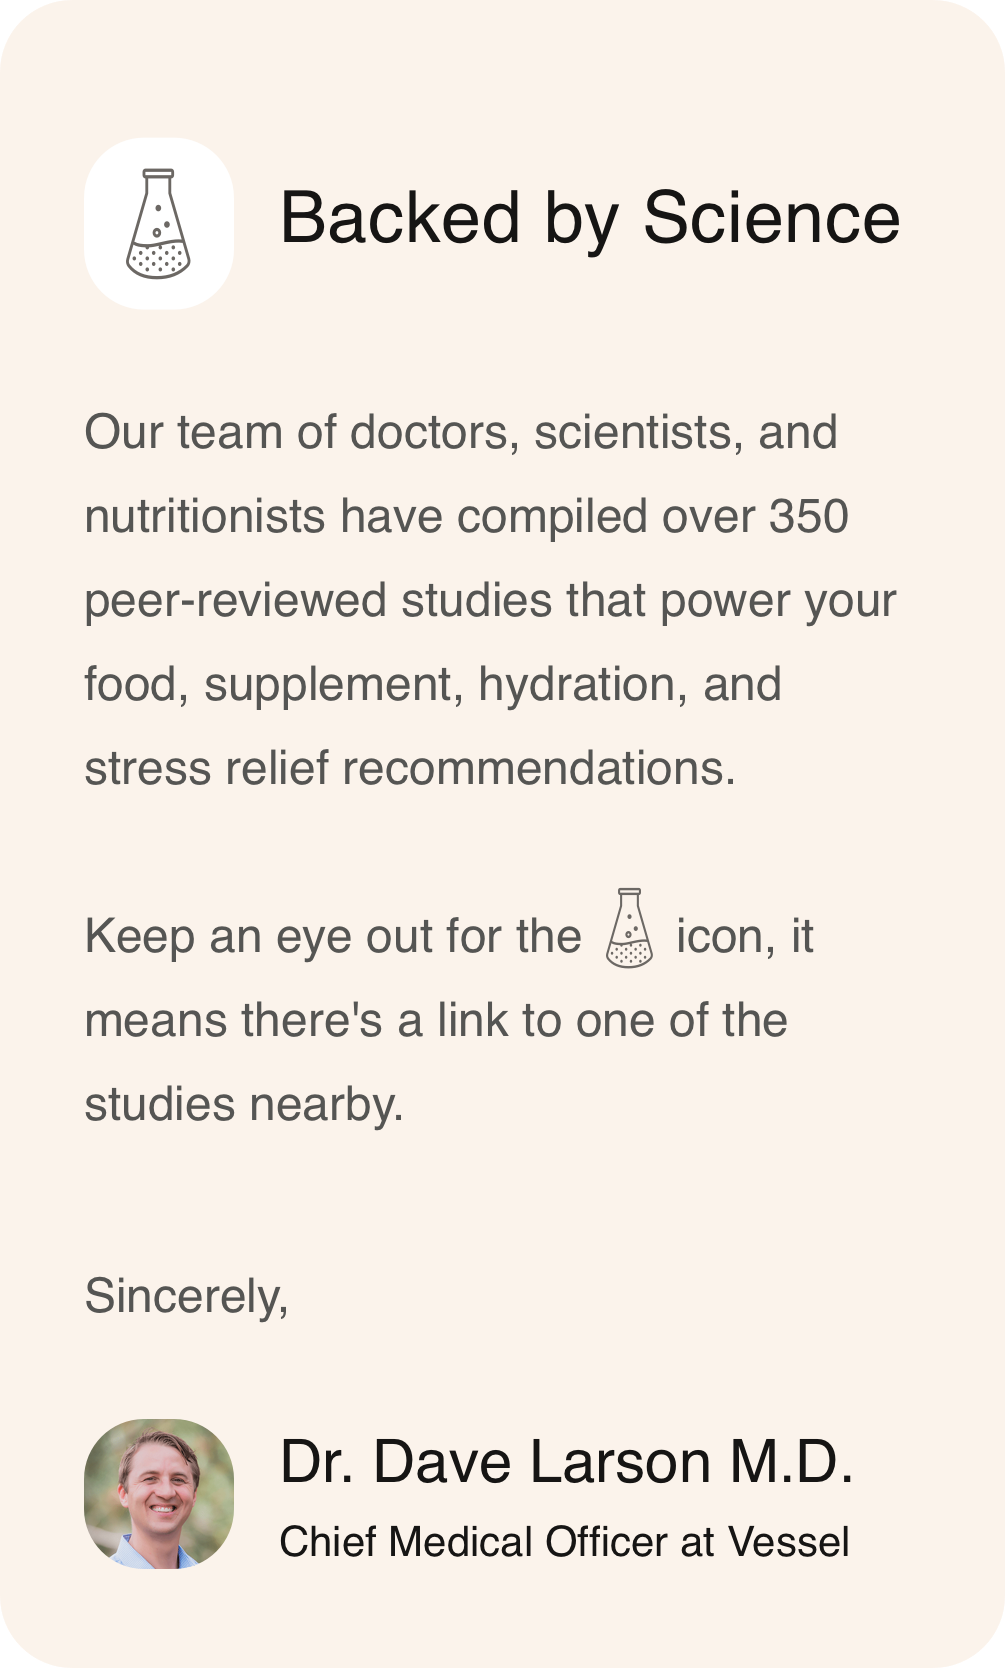 Backed by Science
Our team of doctors, scientists, and
nutritionists have compiled over 350
peer-reviewed studies that power your
food, supplement, hydration, and
stress relief recommendations.
Keep an eye out for the icon, it
means there's a link to one of the
studies nearby.
Sincerely,
Dr. Dave Larson M.D.
Chief Medical Officer at Vessel